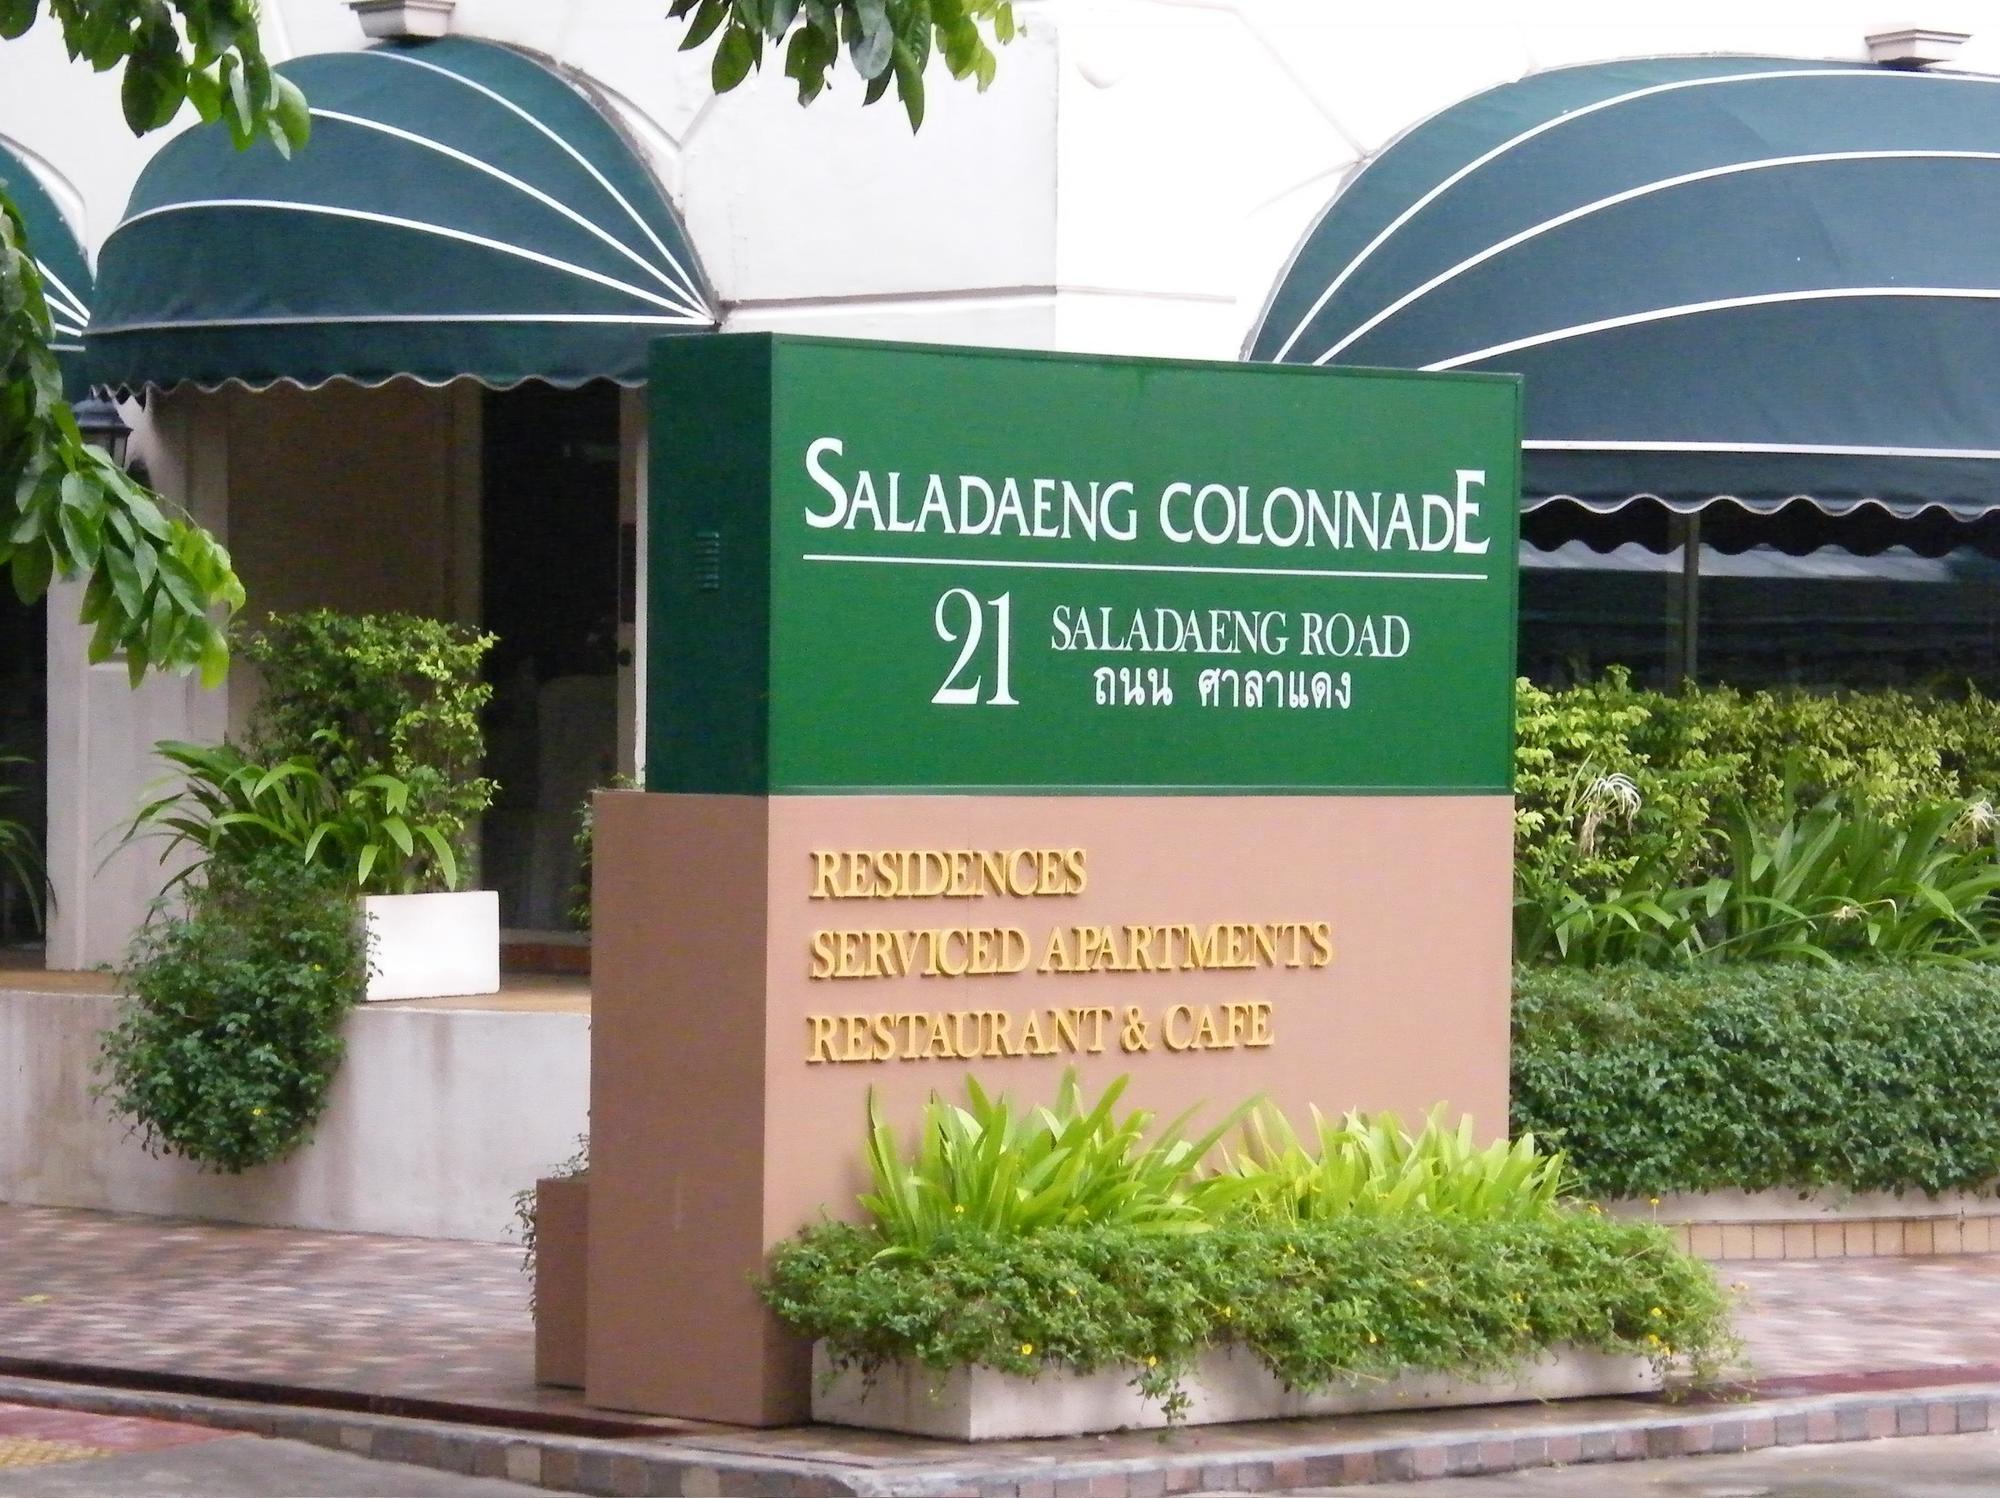 SALADAENG COLONNADE
21 SALADAENG ROAD
ถนน ศาลาแดง
RESIDENCES
SERVICED APARTMENTS
RESTAURANT & CAFE